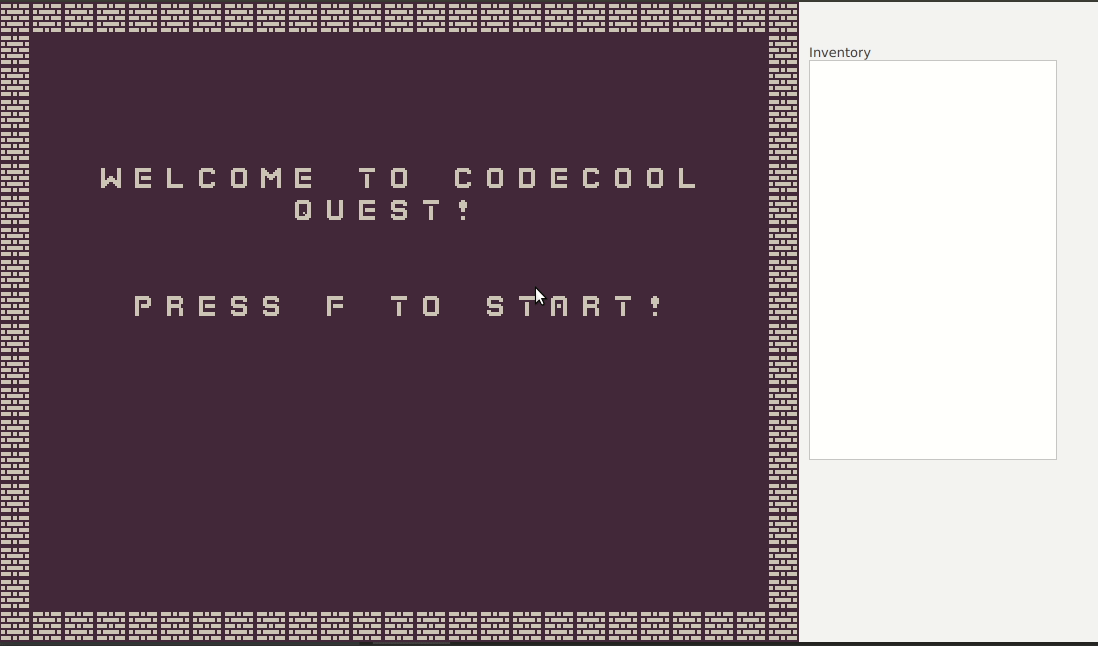 WELCOME TO CODECOOL
QUEST!
PRESS F TO START!
Inventory